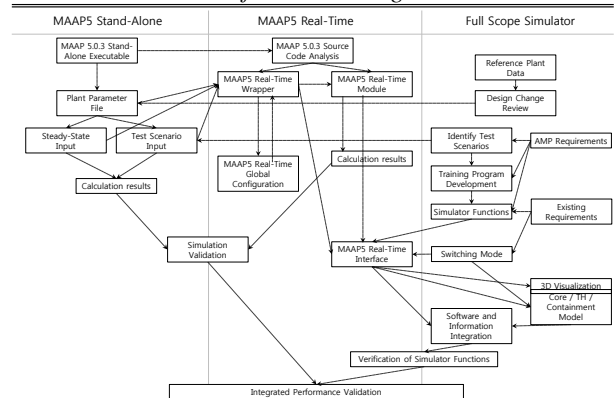 MAAP5 Stand-Alone
MAAP5 Real-Time
Full Scope Simulator
MAAP 5.0.3 Stand-
Alone Executable
MAAP 5.0.3 Source
Code Analysis
Reference Plant
Data
MAAP5 Real-Time
Wrapper
MAAP5 Real-Time
Module
Plant Parameter
File
Design Change
Review
Steady-State
Input
Test Scenario
Input
Identify Test
Scenarios
AMP Requirements
MAAP5 Real-Time
Global
Configuration
Calculation results
Training Program
Development
Calculation results
Simulator Functions
Existing
Requirements
Simulation
Validation
MAAP5 Real-Time
Interface
Switching Mode
3D Visualization
Core / TH /
Containment
Model
Software and
Information
Integration
Verification of Simulator Functions
Integrated Performance Validation